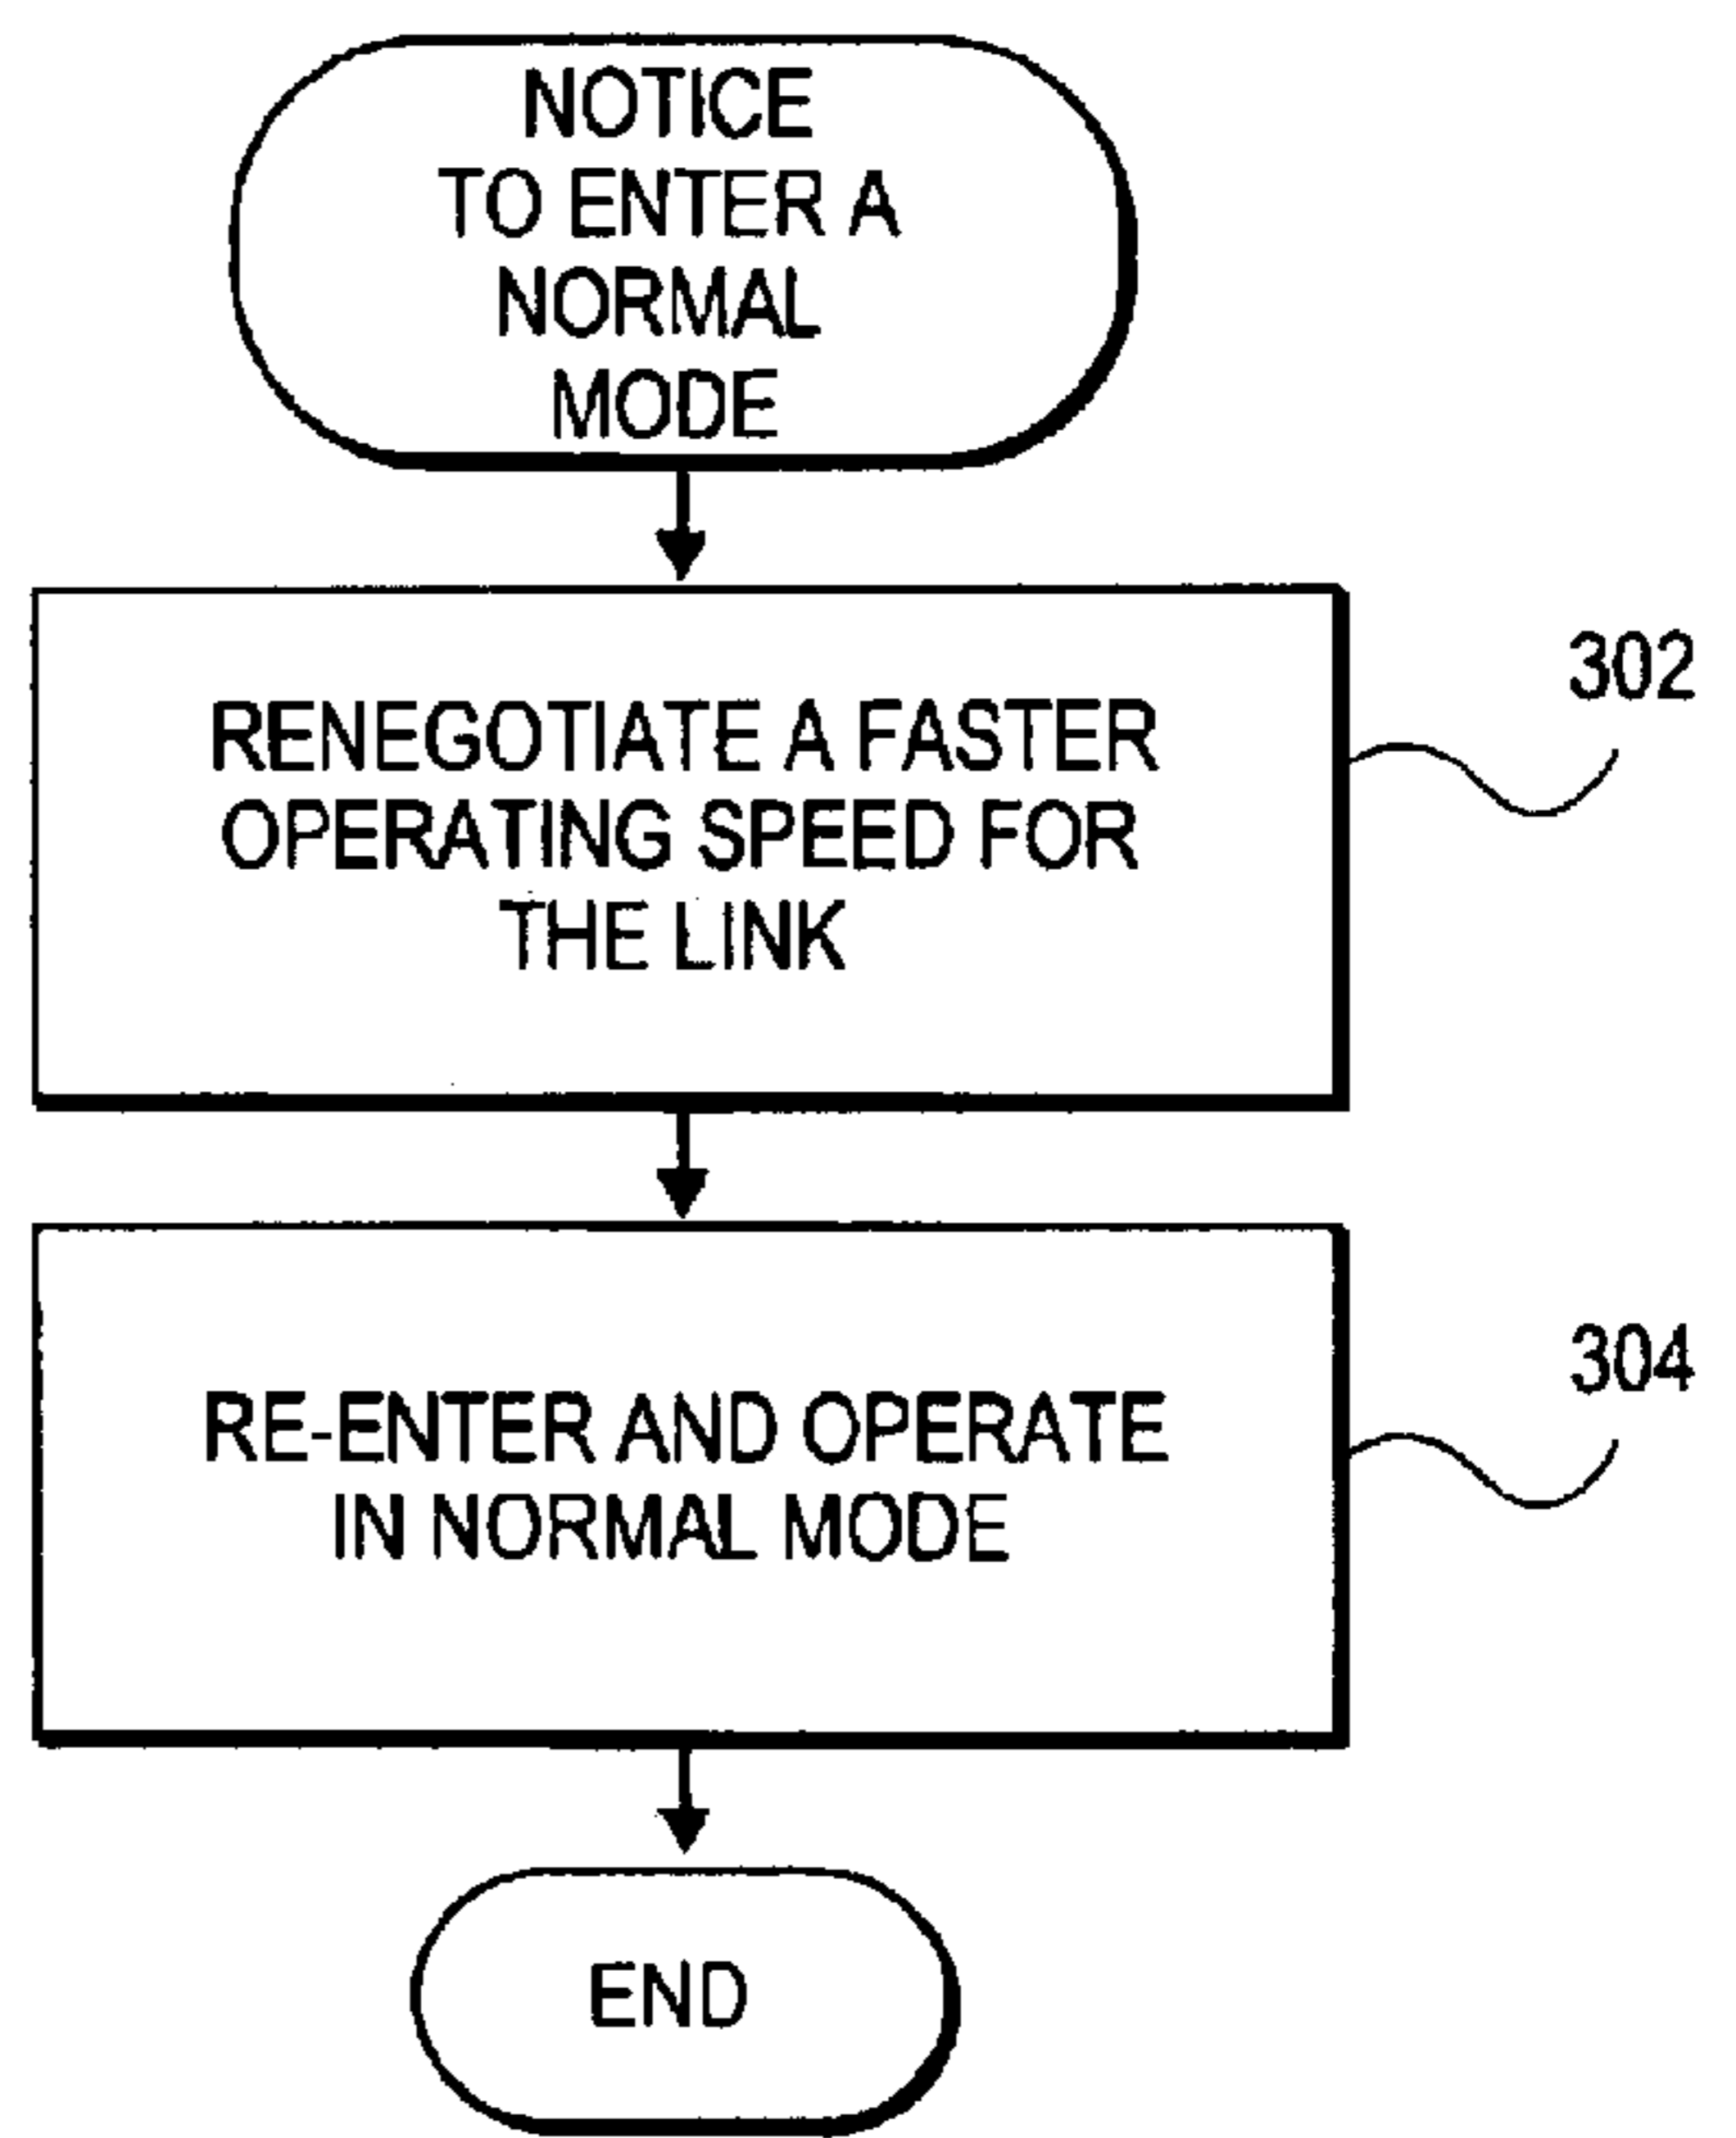 NOTICE
TO ENTER A
NORMAL
MODE
302
RENEGOTIATE A FASTER
OPERATING SPEED FOR
THE LINK
304
RE-ENTER AND OPERATE
IN NORMAL MODE
END